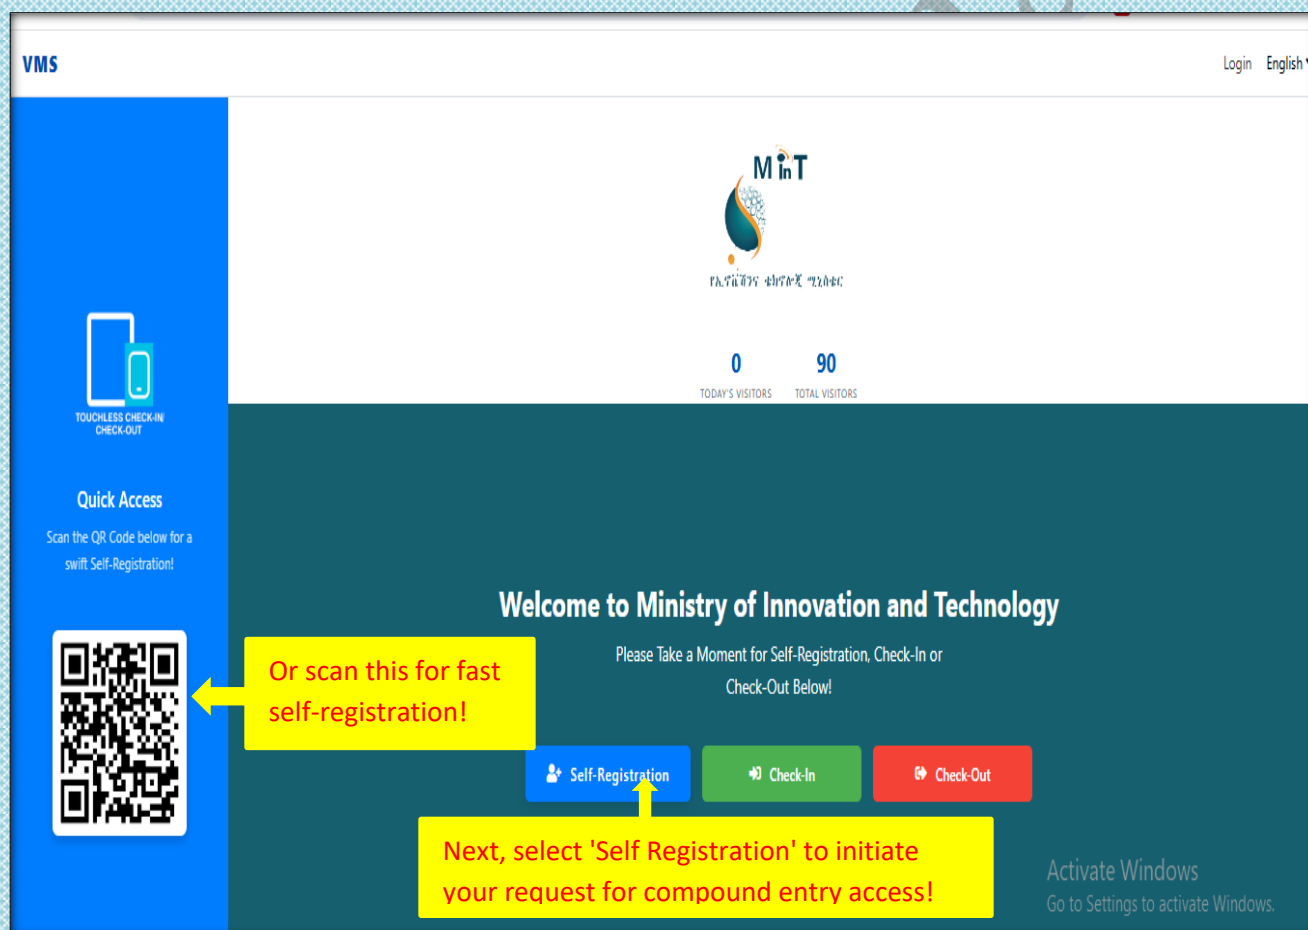 VMS
Login English
M in T
የኢኖቬሽንና ቴክኖሎጂ ሚኒስቴር
0 90
TODAY'S VISITORS TOTAL VISITORS
TOUCHLESS CHECK-IN/
CHECK-OUT
Quick Access
Scan the QR Code below for a
swift Self-Registration!
Or scan this for fast
self-registration!
Welcome to Ministry of Innovation and Technology
Please Take a Moment for Self-Registration, Check-In or
Check-Out Below!
Self-Registration
Check-In
Check-Out
Next, select 'Self Registration' to initiate
your request for compound entry access!
Activate Windows
Go to Settings to activate Windows.